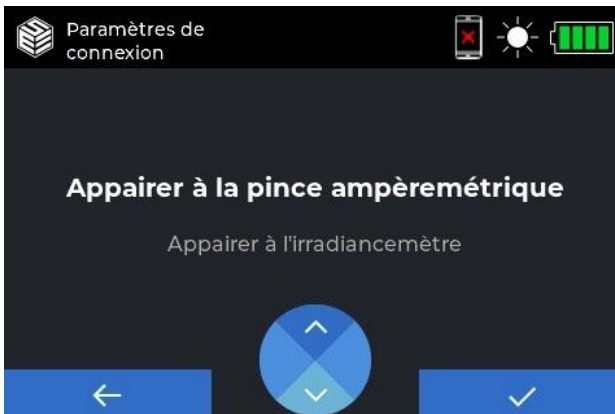 Paramètres de
connexion
Appairer à la pince ampèremétrique
Appairer à l'irradiancemètre